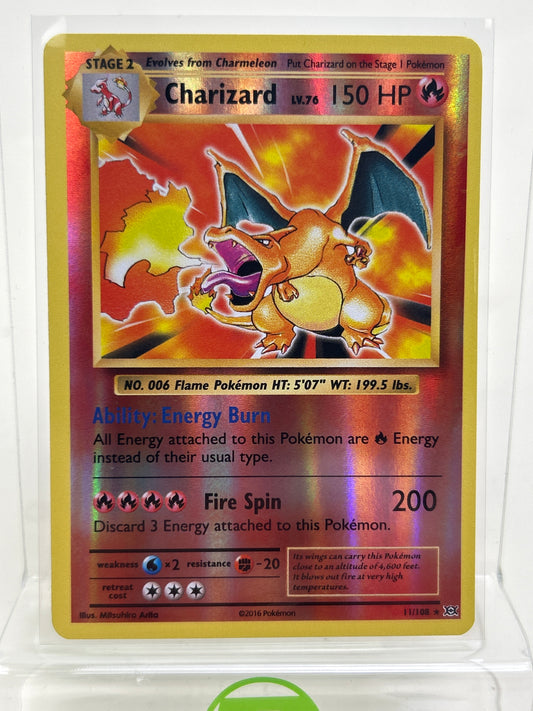 STAGE 2 Evolves from Charmeleon Put Charizard on the Stage 1 Pokémon
Charizard LV.76 150 HP
NO. 006 Flame Pokémon HT: 5'07" WT: 199.5 lbs.
Ability: Energy Burn
All Energy attached to this Pokémon are Energy
instead of their usual type.
Fire Spin 200
Discard 3 Energy attached to this Pokémon.
weakness ×2 resistance -20
retreat
cost
Its wings can carry this Pokémon
close to an altitude of 4,600 feet.
It blows out fire at very high
temperatures.
Illus. Mitsuhiro Arita ©2016 Pokémon 11/108 ★ XY